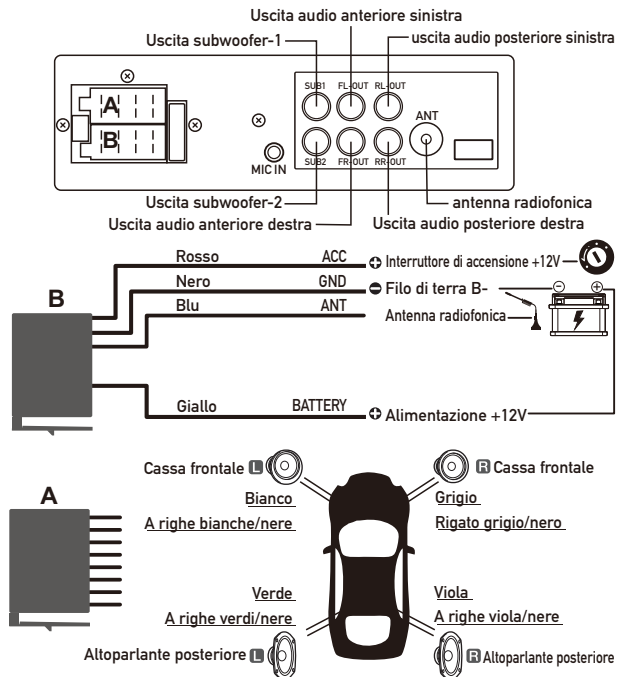 Uscita audio anteriore sinistra
Uscita subwoofer-1
uscita audio posteriore sinistra
SUB1 FL-OUT RL-OUT
A
ANT
B
MIC IN
SUB2 FR-OUT RR-OUT
Uscita subwoofer-2
antenna radiofonica
Uscita audio anteriore destra
Uscita audio posteriore destra
Rosso ACC Interruttore di accensione +12V
B
Nero GND Filo di terra B-
Blu ANT Antenna radiofonica
Giallo BATTERY Alimentazione +12V
A
Cassa frontale L
R Cassa frontale
Bianco
Grigio
A righe bianche/nere
Rigato grigio/nero
Verde
Viola
A righe verdi/nere
A righe viola/nere
Altoparlante posteriore L
R Altoparlante posteriore